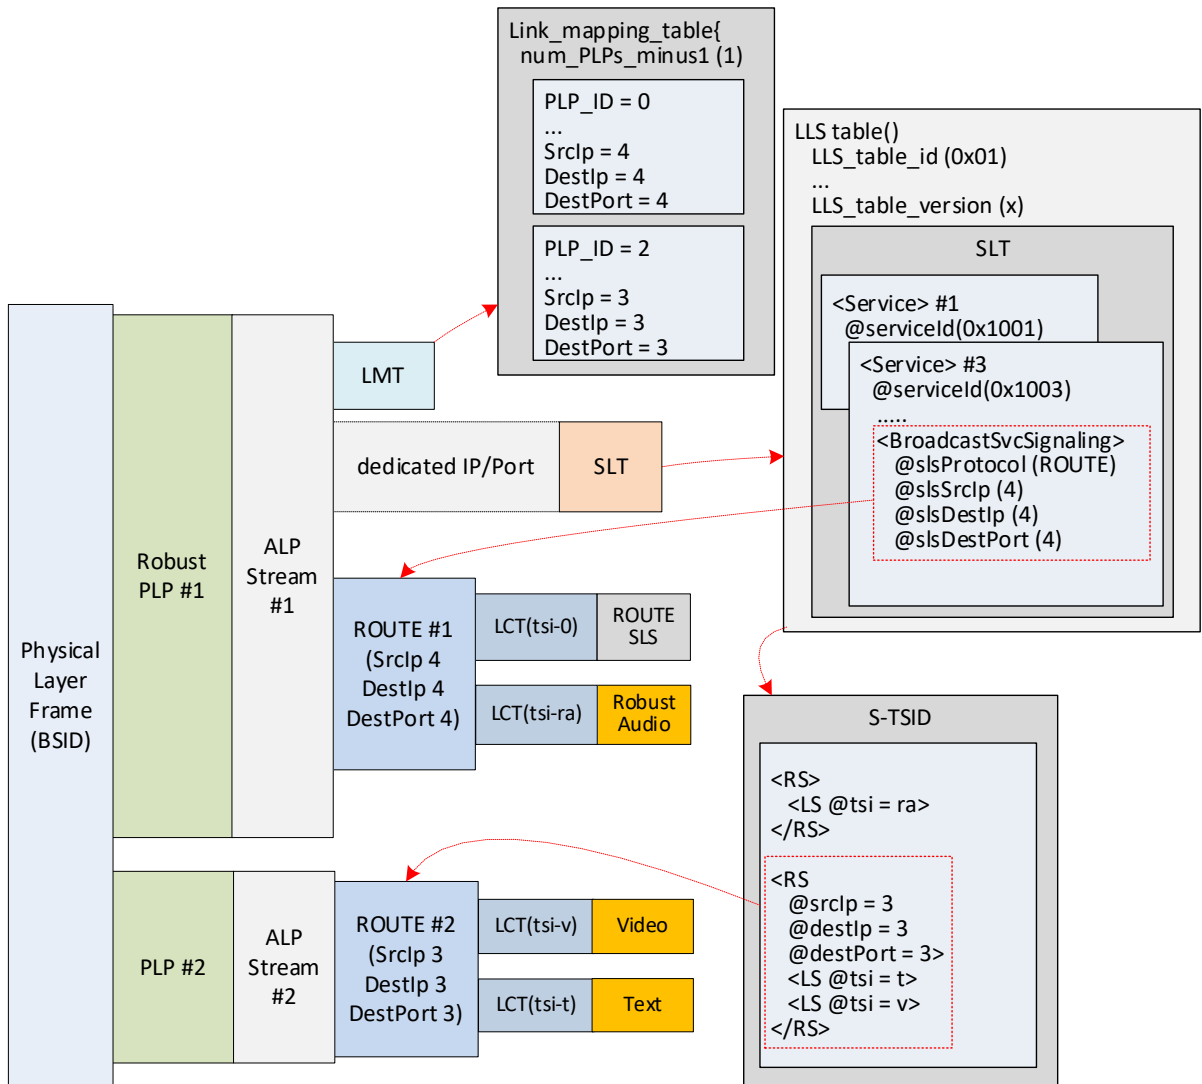 Link_mapping_table{
num_PLPs_minus1 (1)
PLP_ID = 0
...
SrcIp = 4
DestIp = 4
DestPort = 4
PLP_ID = 2
...
SrcIp = 3
DestIp = 3
DestPort = 3
LLS table()
LLS_table_id (0x01)
...
LLS_table_version (x)
SLT
<Service> #1
@serviceId(0x1001)
<Service> #3
@serviceId(0x1003)
.....
<BroadcastSvcSignaling>
@slsProtocol (ROUTE)
@slsSrcIp (4)
@slsDestIp (4)
@slsDestPort (4)
Physical
Layer
Frame
(BSID)
Robust
PLP #1
ALP
Stream
#1
LMT
dedicated IP/Port
SLT
ROUTE #1
(SrcIp 4
DestIp 4
DestPort 4)
LCT(tsi-0)
ROUTE
SLS
LCT(tsi-ra)
Robust
Audio
PLP #2
ALP
Stream
#2
ROUTE #2
(SrcIp 3
DestIp 3
DestPort 3)
LCT(tsi-v)
Video
LCT(tsi-t)
Text
S-TSID
<RS>
<LS @tsi = ra>
</RS>
<RS
@srcIp = 3
@destIp = 3
@destPort = 3>
<LS @tsi = t>
<LS @tsi = v>
</RS>